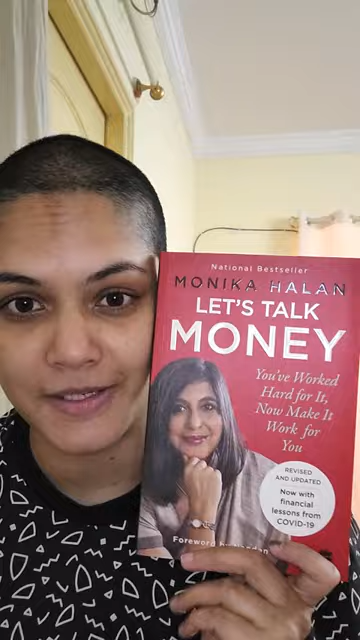 National Bestseller
MONIKA HALAN
LET'S TALK
MONEY
You've Worked
Hard for It,
Now Make It
Work for
You
REVISED
AND UPDATED
Now with
financial
lessons from
COVID-19
Foreword by